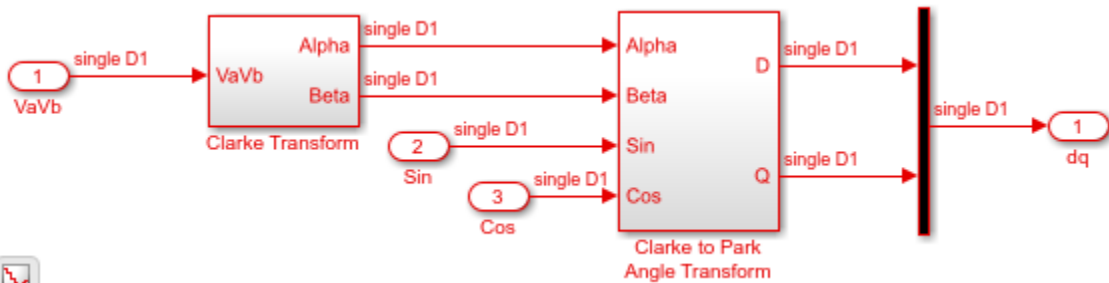 single D1
1
VaVb
VaVb
Alpha
Beta
Clarke Transform
single D1
single D1
single D1
2
Sin
single D1
3
Cos
Alpha
Beta
Sin
Cos
D
Q
Clarke to Park
Angle Transform
single D1
single D1
single D1
1
dq